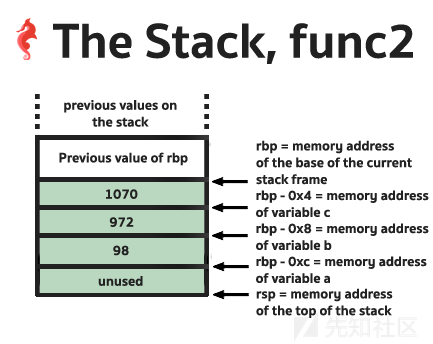 The Stack, func2
previous values on
the stack
Previous value of rbp
1070
972
98
unused
rbp = memory address
of the base of the current
stack frame
rbp - 0x4 = memory address
of variable c
rbp - 0x8 = memory address
of variable b
rbp - 0xc = memory address
of variable a
rsp = memory address
of the top of the stack
先知社区